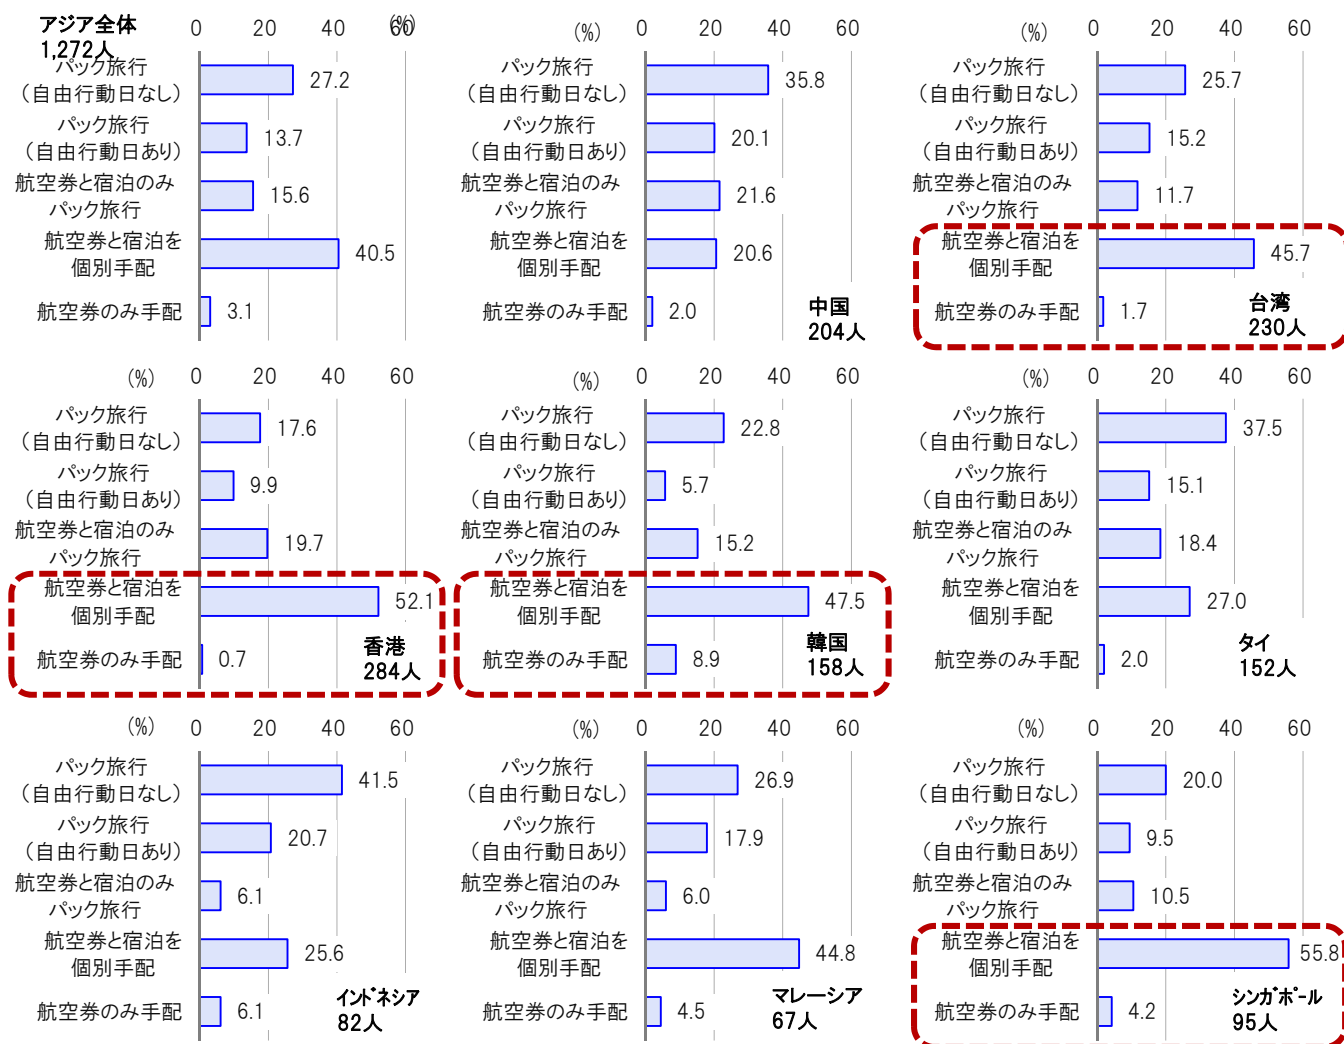 アジア全体
1,272人
0 20 60 (%)
パック旅行
（自由行動日なし）
27.2
パック旅行
（自由行動日あり）
13.7
航空券と宿泊のみ
パック旅行
15.6
航空券と宿泊を
個別手配
40.5
航空券のみ手配
3.1
(%) 0 20 40 60
パック旅行
（自由行動日なし）
35.8
パック旅行
（自由行動日あり）
20.1
航空券と宿泊のみ
パック旅行
21.6
航空券と宿泊を
個別手配
20.6
航空券のみ手配
2.0
中国
204人
(%) 0 20 40 60
パック旅行
（自由行動日なし）
25.7
パック旅行
（自由行動日あり）
15.2
航空券と宿泊のみ
パック旅行
11.7
航空券と宿泊を
個別手配
45.7
航空券のみ手配
1.7
台湾
230人
(%) 0 20 40 60
パック旅行
（自由行動日なし）
17.6
パック旅行
（自由行動日あり）
9.9
航空券と宿泊のみ
パック旅行
19.7
航空券と宿泊を
個別手配
52.1
航空券のみ手配
0.7
香港
284人
(%) 0 20 40 60
パック旅行
（自由行動日なし）
22.8
パック旅行
（自由行動日あり）
5.7
航空券と宿泊のみ
パック旅行
15.2
航空券と宿泊を
個別手配
47.5
航空券のみ手配
8.9
韓国
158人
(%) 0 20 40 60
パック旅行
（自由行動日なし）
37.5
パック旅行
（自由行動日あり）
15.1
航空券と宿泊のみ
パック旅行
18.4
航空券と宿泊を
個別手配
27.0
航空券のみ手配
2.0
タイ
152人
(%) 0 20 40 60
パック旅行
（自由行動日なし）
41.5
パック旅行
（自由行動日あり）
20.7
航空券と宿泊のみ
パック旅行
6.1
航空券と宿泊を
個別手配
25.6
航空券のみ手配
6.1
インドネシア
82人
(%) 0 20 40 60
パック旅行
（自由行動日なし）
26.9
パック旅行
（自由行動日あり）
17.9
航空券と宿泊のみ
パック旅行
6.0
航空券と宿泊を
個別手配
44.8
航空券のみ手配
4.5
マレーシア
67人
(%) 0 20 40 60
パック旅行
（自由行動日なし）
20.0
パック旅行
（自由行動日あり）
9.5
航空券と宿泊のみ
パック旅行
10.5
航空券と宿泊を
個別手配
55.8
航空券のみ手配
4.2
シンガポール
95人